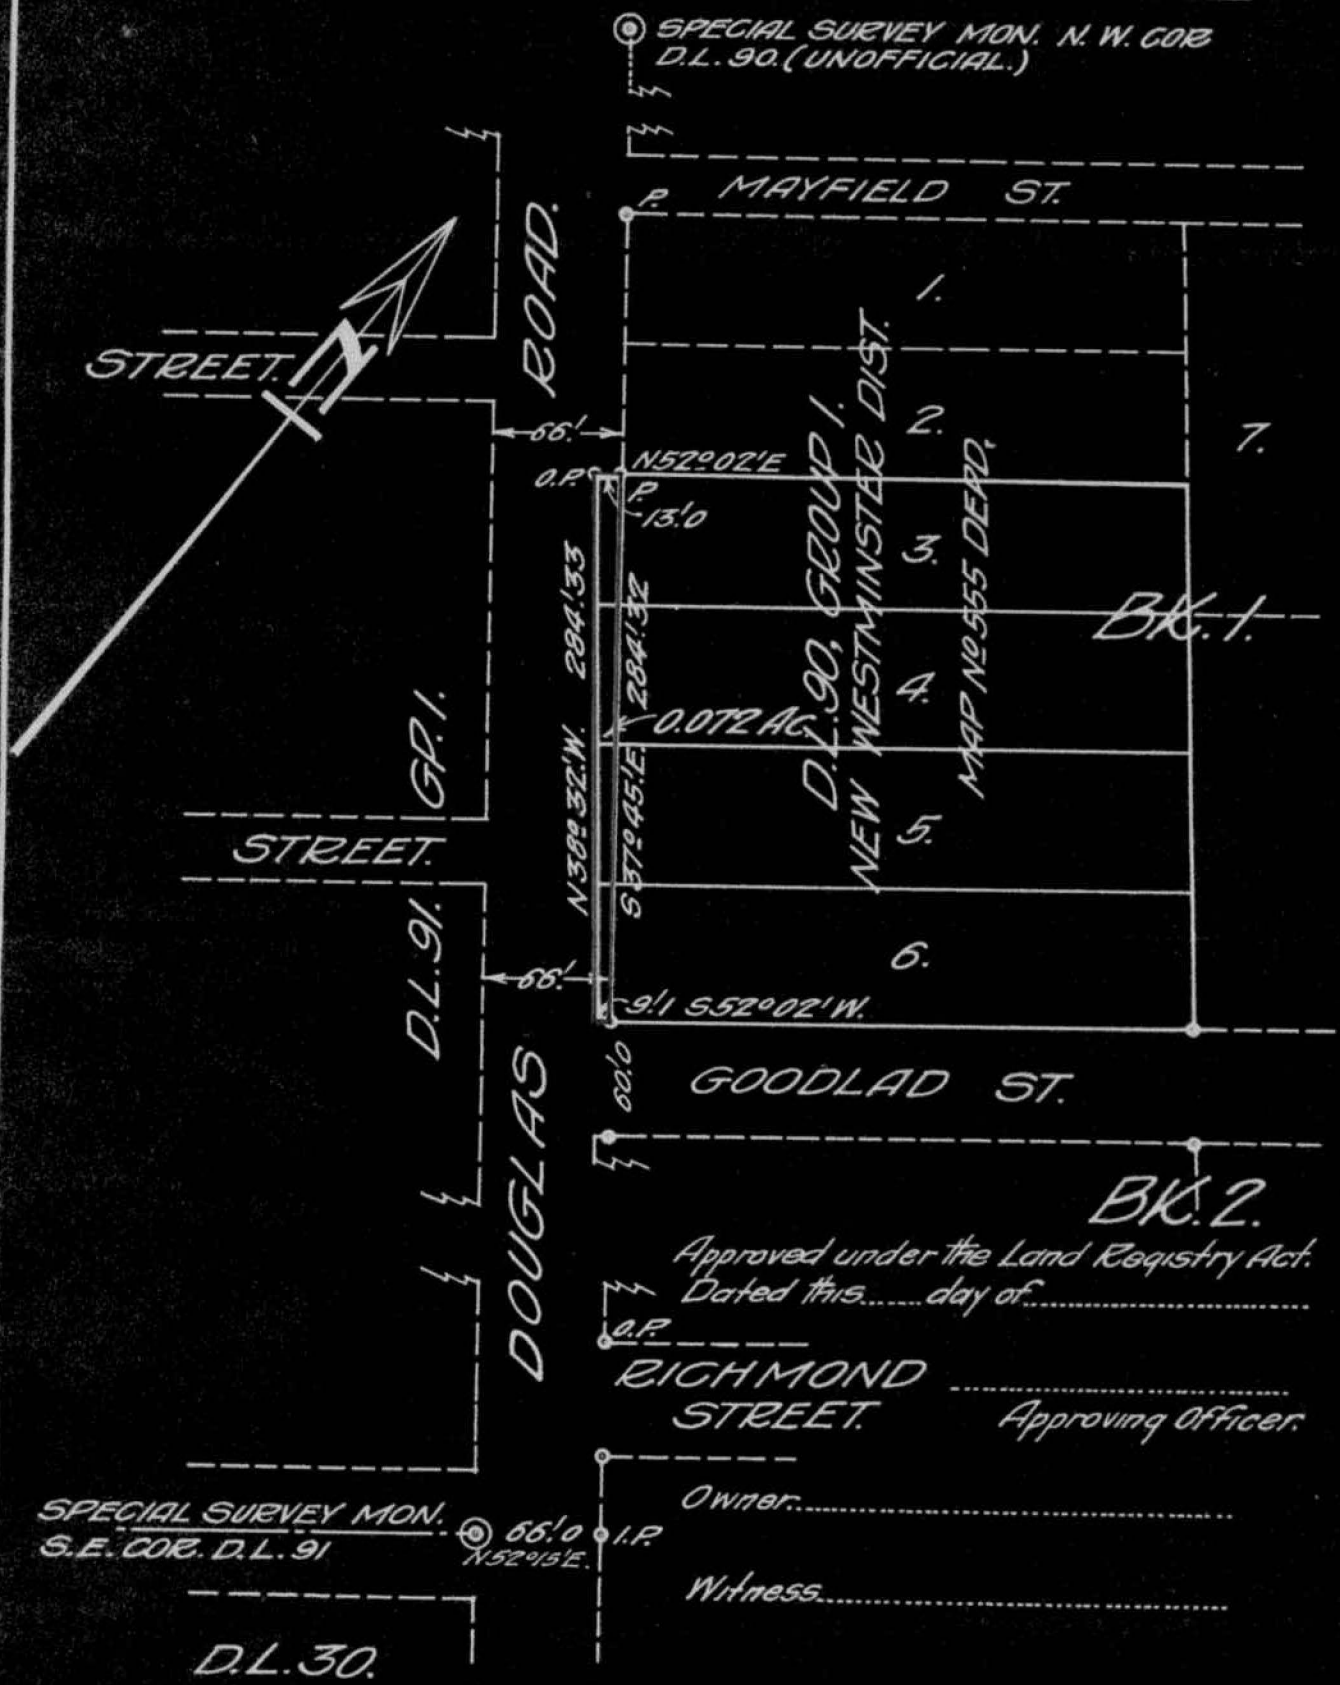 SPECIAL SURVEY MON. N.W. COR
D.L. 90. (UNOFFICIAL.)
MAYFIELD ST.
P.
ROAD.
1.
N
STREET.
66'
2.
7.
N52°02'E
O.P.
P.
13'.0
D.L. 90, GROUP 1.
NEW WESTMINSTER DIST.
MAP Nº 555 DEPD.
3.
BK. 1.
N38°32'W. 284'.33
S37°45'E. 284'.32
4.
0.072 AC.
GP. 1.
5.
STREET.
D.L. 91.
6.
66'.
9'.1 S52°02'W.
60'.0
GOODLAD ST.
DOUGLAS
BK. 2.
Approved under the Land Registry Act.
Dated this...... day of..............................
O.P.
RICHMOND
STREET.
Approving Officer.
Owner..............................
SPECIAL SURVEY MON.
S.E. COR. D.L. 91
66'.0
N52°15'E.
I.P.
Witness..............................
D.L. 30.